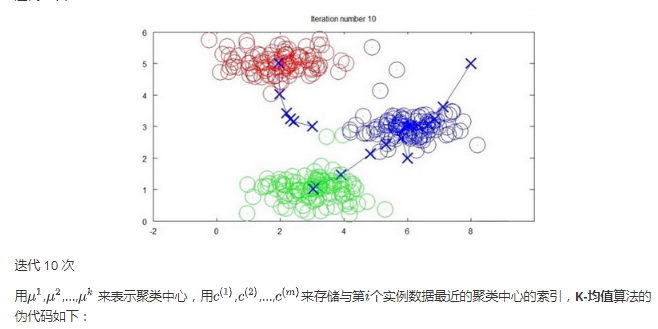 Iteration number 10
6
5
4
3
2
1
0
-2 0 2 4 6 8 10
迭代 10 次
用μ¹,μ²,...,μᵏ 来表示聚类中心，用c⁽¹⁾,c⁽²⁾,...,c⁽ᵐ⁾来存储与第i个实例数据最近的聚类中心的索引，K-均值算法的
伪代码如下：